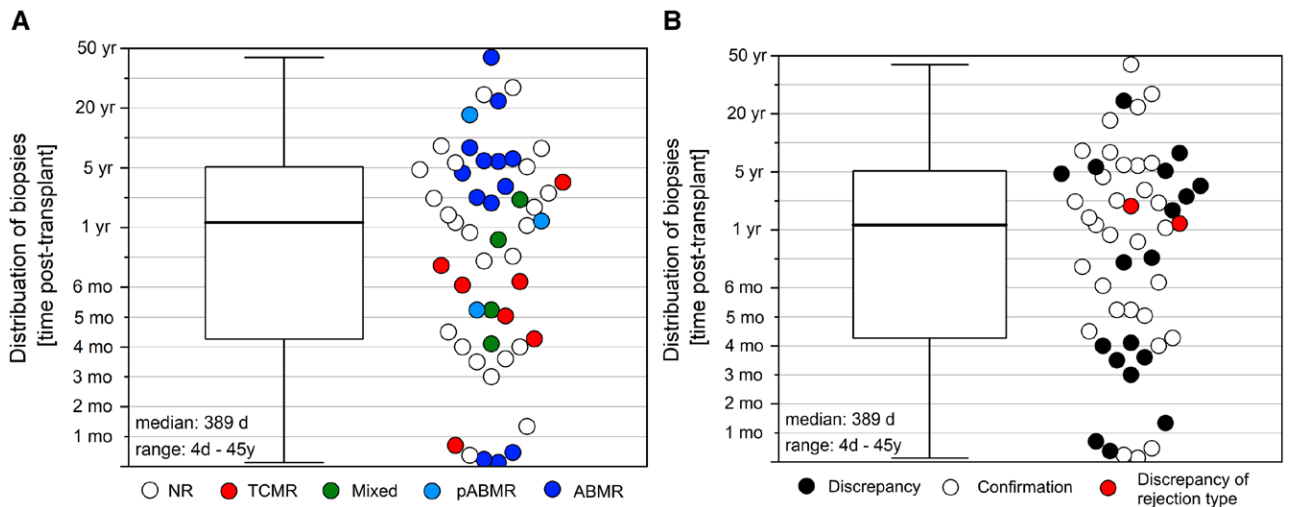 A
Distribuation of biopsies
[time post-transplant]
50 yr
20 yr
5 yr
1 yr
6 mo
5 mo
4 mo
3 mo
2 mo
1 mo
median: 389 d
range: 4d - 45y
NR TCMR Mixed pABMR ABMR
B
Distribuation of biopsies
[time post-transplant]
50 yr
20 yr
5 yr
1 yr
6 mo
5 mo
4 mo
3 mo
2 mo
1 mo
median: 389 d
range: 4d - 45y
Discrepancy Confirmation Discrepancy of
rejection type